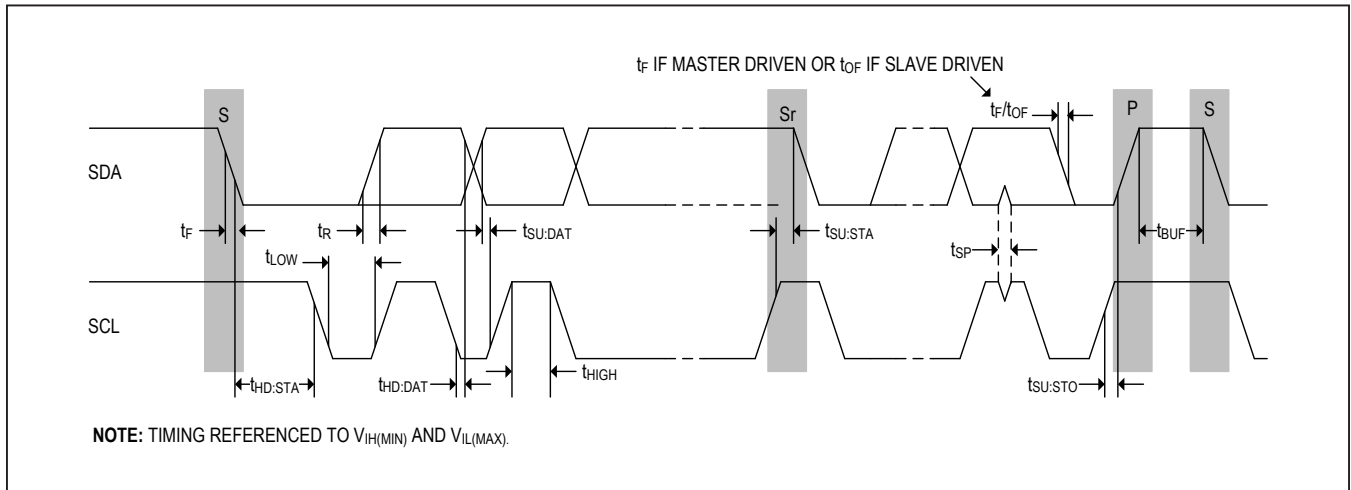 tF IF MASTER DRIVEN OR tOF IF SLAVE DRIVEN
S
Sr
tF/tOF
P
S
SDA
tF
tR
tSU:DAT
tSU:STA
tSP
tBUF
tLOW
SCL
tHD:STA
tHD:DAT
tHIGH
tSU:STO
NOTE: TIMING REFERENCED TO VIH(MIN) AND VIL(MAX).